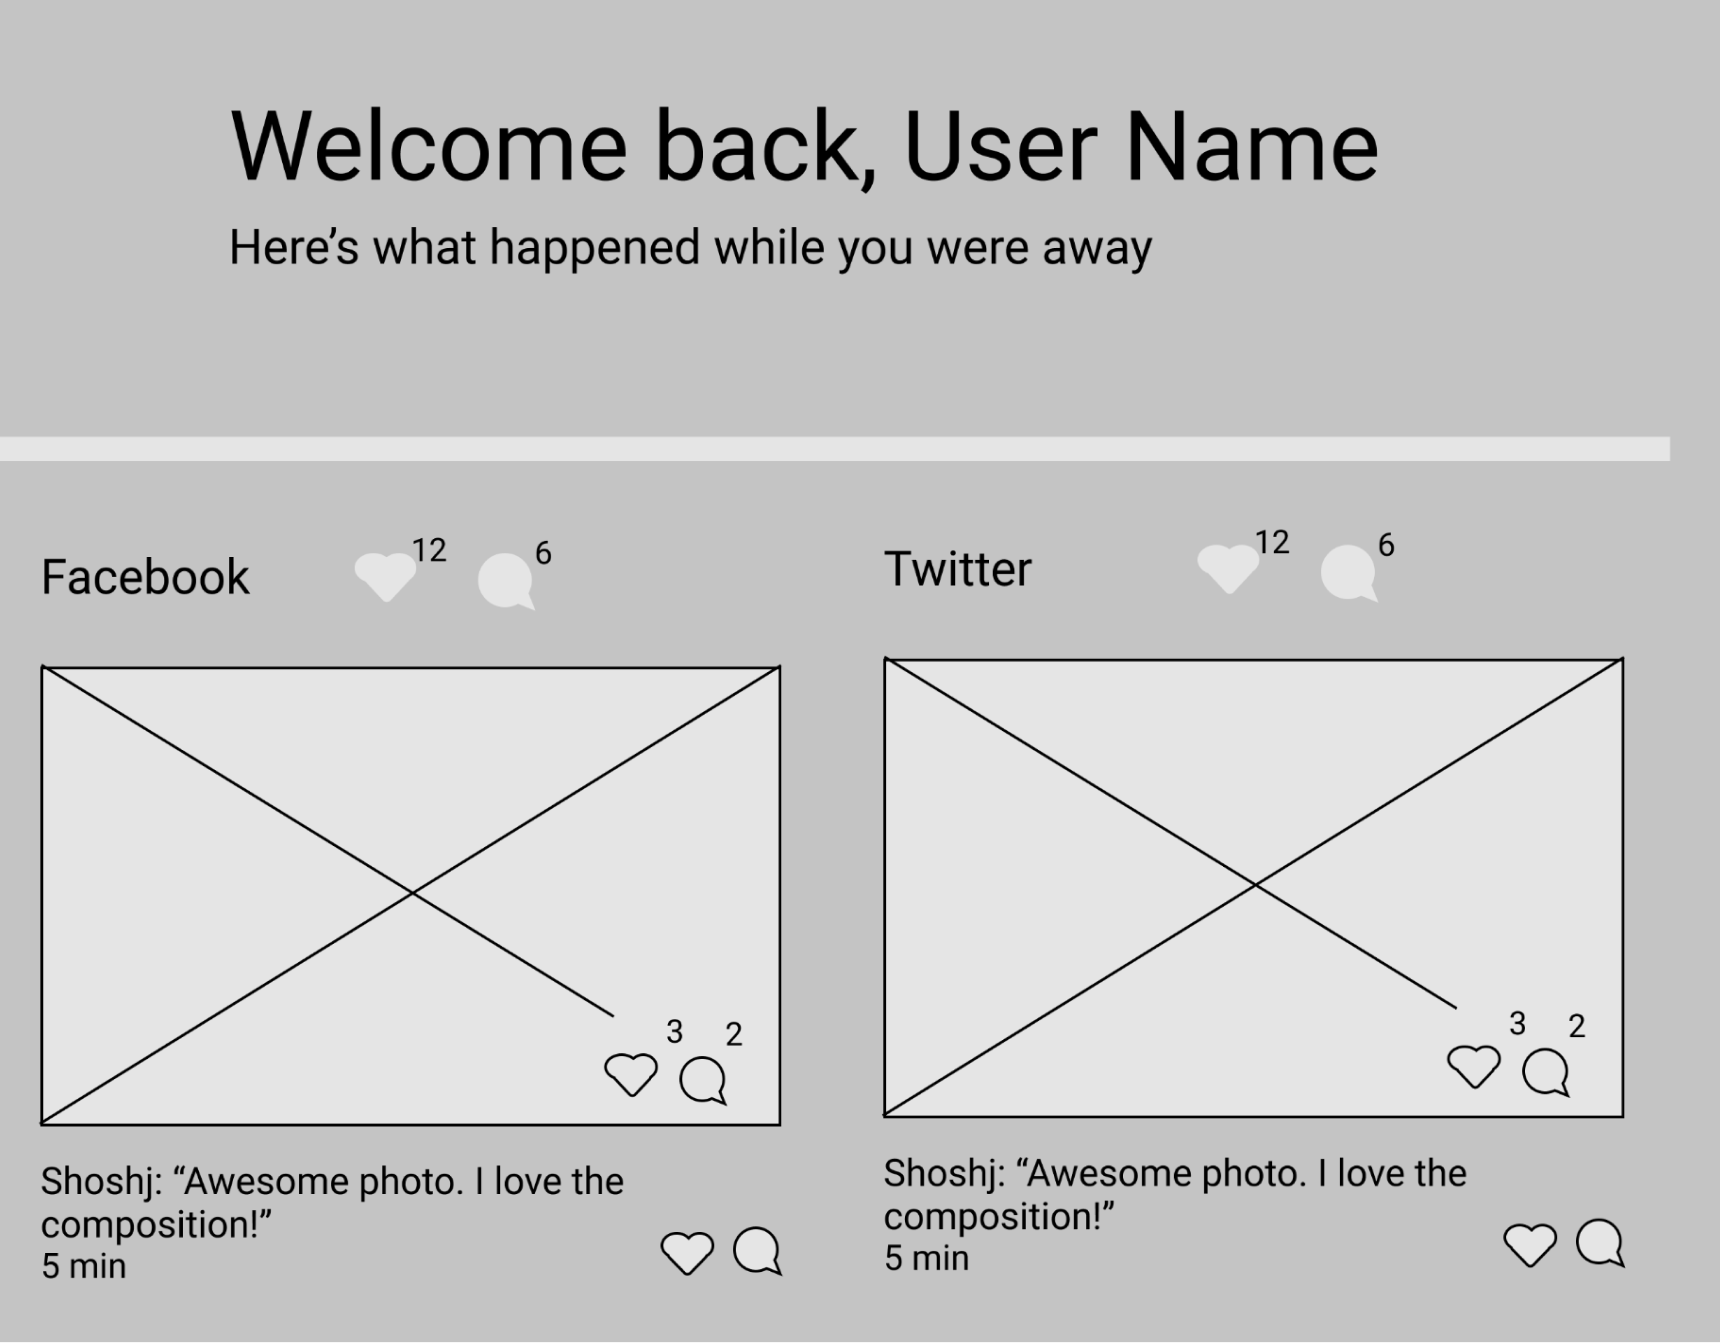 Welcome back, User Name
Here’s what happened while you were away
Facebook
12
6
Twitter
12
6
3
2
3
2
Shoshj: “Awesome photo. I love the
composition!”
5 min
Shoshj: “Awesome photo. I love the
composition!”
5 min